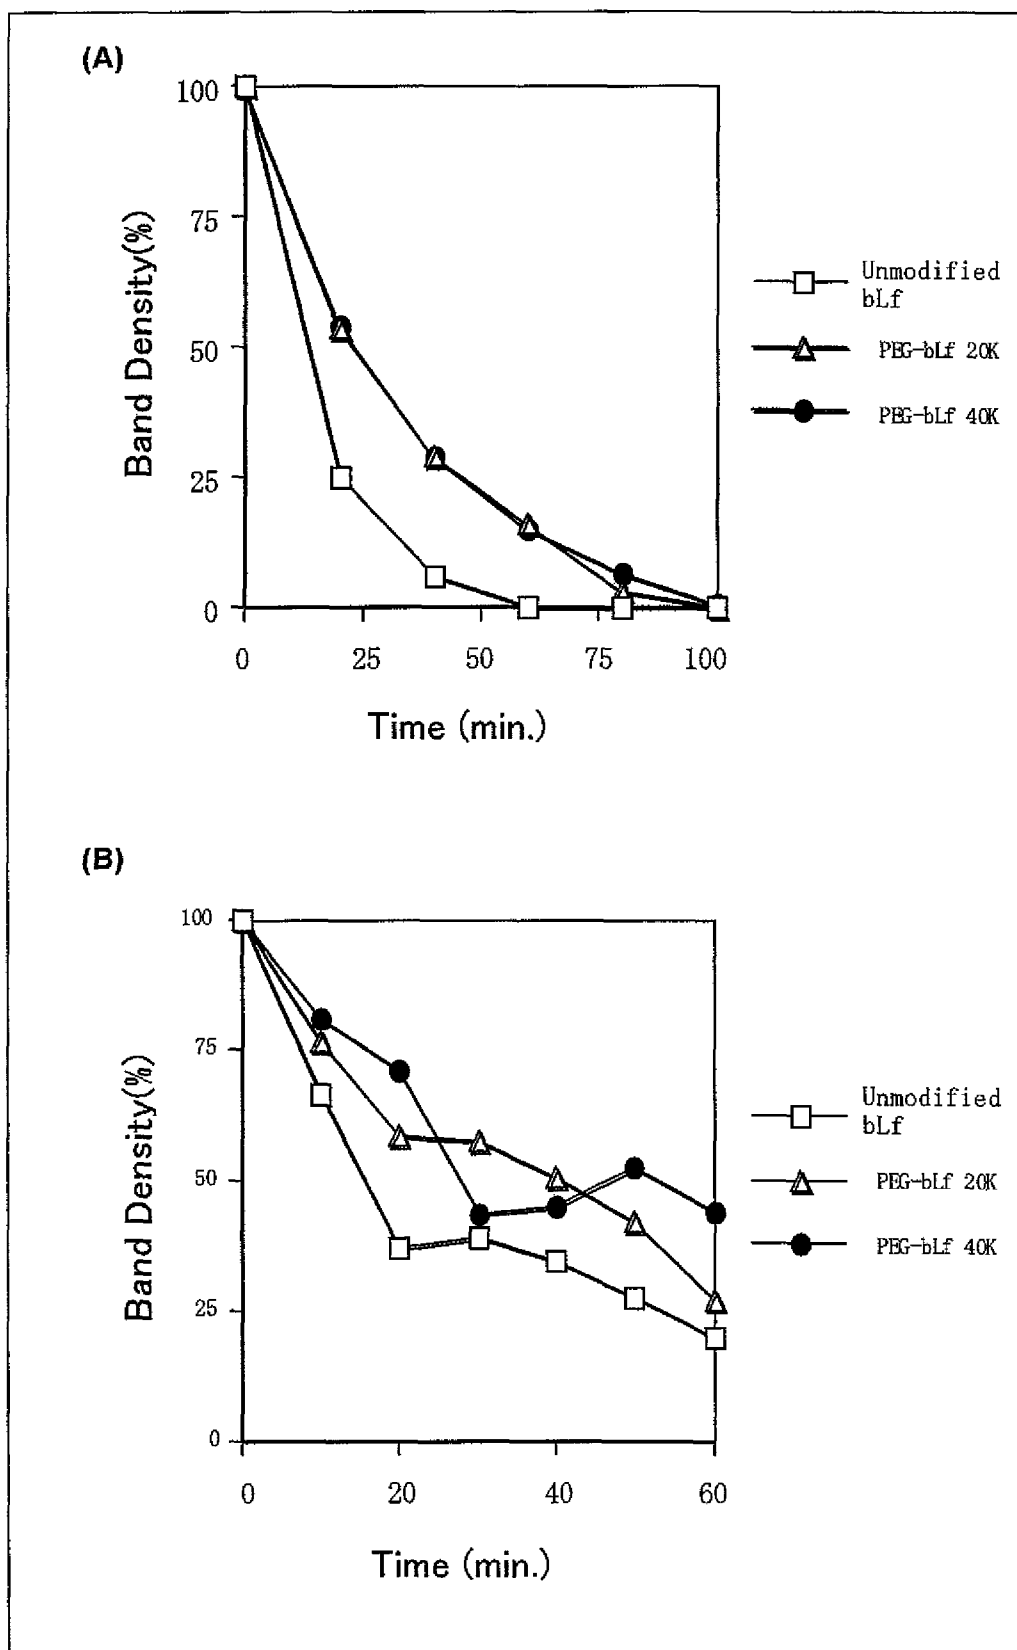 (A)
100
75
50
25
0
0 25 50 75 100
Band Density(%)
Time (min.)
Unmodified
bLf
PEG-bLf 20K
PEG-bLf 40K
(B)
100
75
50
25
0
0 20 40 60
Band Density(%)
Time (min.)
Unmodified
bLf
PEG-bLf 20K
PEG-bLf 40K